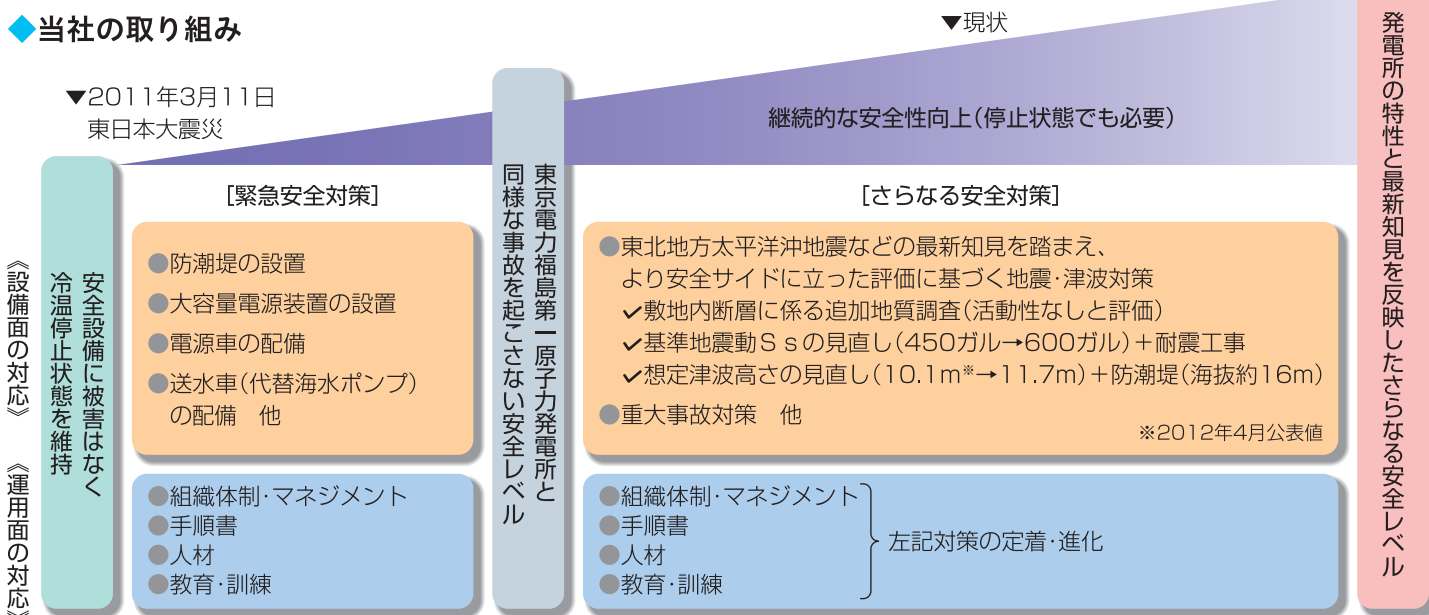 ◆当社の取り組み
▼現状
▼2011年3月11日
東日本大震災
継続的な安全性向上(停止状態でも必要)
《設備面の対応》
《運用面の対応》
安全設備に被害はなく
冷温停止状態を維持
[緊急安全対策]
●防潮堤の設置
●大容量電源装置の設置
●電源車の配備
●送水車(代替海水ポンプ)
の配備 他
●組織体制・マネジメント
●手順書
●人材
●教育・訓練
東京電力福島第一原子力発電所と
同様な事故を起こさない安全レベル
[さらなる安全対策]
●東北地方太平洋沖地震などの最新知見を踏まえ、
より安全サイドに立った評価に基づく地震・津波対策
✓敷地内断層に係る追加地質調査(活動性なしと評価)
✓基準地震動Ssの見直し(450ガル→600ガル)+耐震工事
✓想定津波高さの見直し(10.1m※→11.7m)+防潮堤(海抜約16m)
●重大事故対策 他
※2012年4月公表値
●組織体制・マネジメント
●手順書
●人材
●教育・訓練
左記対策の定着・進化
発電所の特性と最新知見を反映したさらなる安全レベル